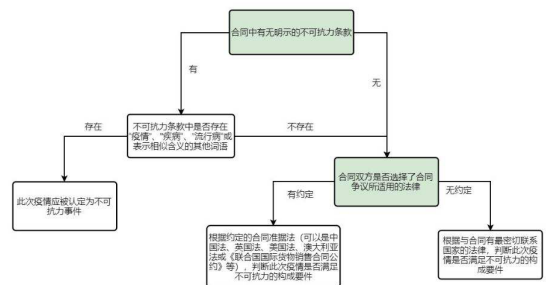 合同中有无明示的不可抗力条款
有
无
不可抗力条款中是否存在
“疫情”、“疾病”、“流行病”或
表示相似含义的其他词语
存在
不存在
此次疫情应被认定为不可
抗力事件
合同双方是否选择了合同
争议所适用的法律
有约定
无约定
根据约定的合同准据法（可以是中
国法、英国法、美国法、澳大利亚
法或《联合国国际货物销售合同公
约》等），判断此次疫情是否满足
不可抗力的构成要件
根据与合同有最密切联系
国家的法律，判断此次疫
情是否满足不可抗力的构
成要件